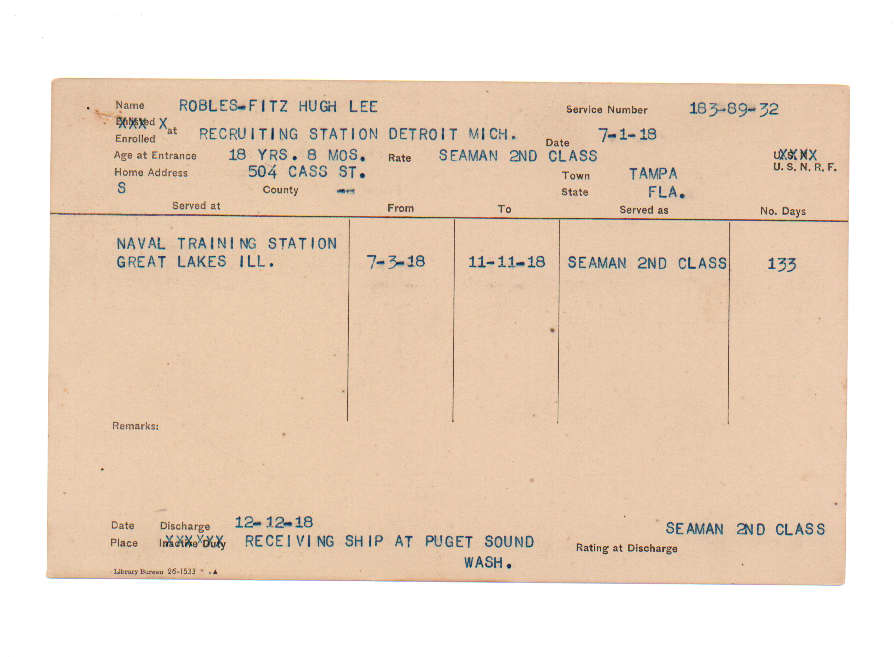 Name ROBLES-FITZ HUGH LEE Service Number 183-89-32
Enlisted XXX X
Enrolled at RECRUITING STATION DETROIT MICH. Date 7-1-18
Age at Entrance 18 YRS. 8 MOS. Rate SEAMAN 2ND CLASS U.S.N. XXXX
U. S. N. R. F.
Home Address 504 CASS ST. Town TAMPA
S County --- State FLA.
Served at From To Served as No. Days
NAVAL TRAINING STATION
GREAT LAKES ILL. 7-3-18 11-11-18 SEAMAN 2ND CLASS 133
Remarks:
Date Discharge 12-12-18 SEAMAN 2ND CLASS
Place Inactive Duty XXXXXX RECEIVING SHIP AT PUGET SOUND Rating at Discharge
WASH.
Library Bureau 26-1533